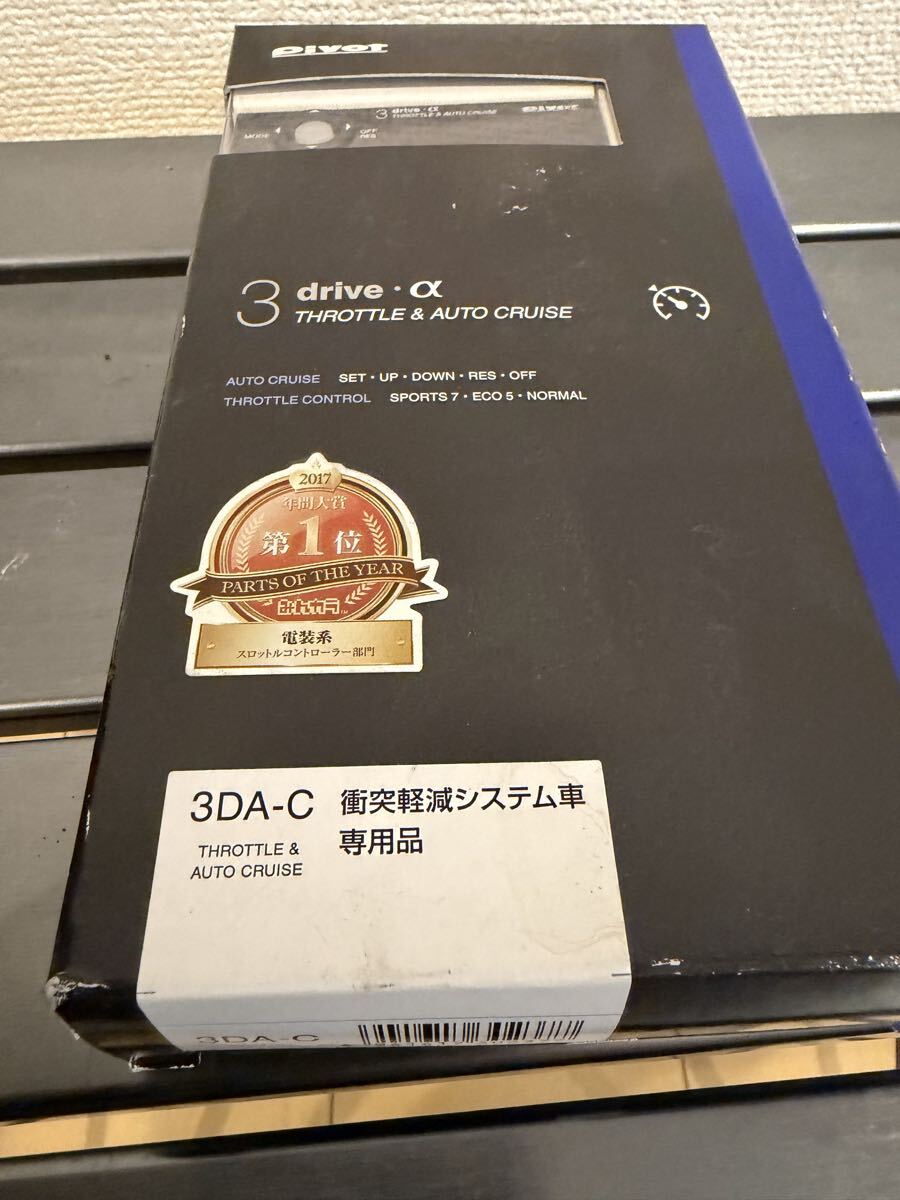 PIVOT
3 drive・α
THROTTLE & AUTO CRUISE
MODE
OFF
RES
3 drive・α
THROTTLE & AUTO CRUISE
AUTO CRUISE SET・UP・DOWN・RES・OFF
THROTTLE CONTROL SPORTS 7・ECO 5・NORMAL
2017
年間大賞
第1位
PARTS OF THE YEAR
みんカラ™
電装系
スロットルコントローラー部門
3DA-C 衝突軽減システム車
専用品
THROTTLE &
AUTO CRUISE
3DA-C